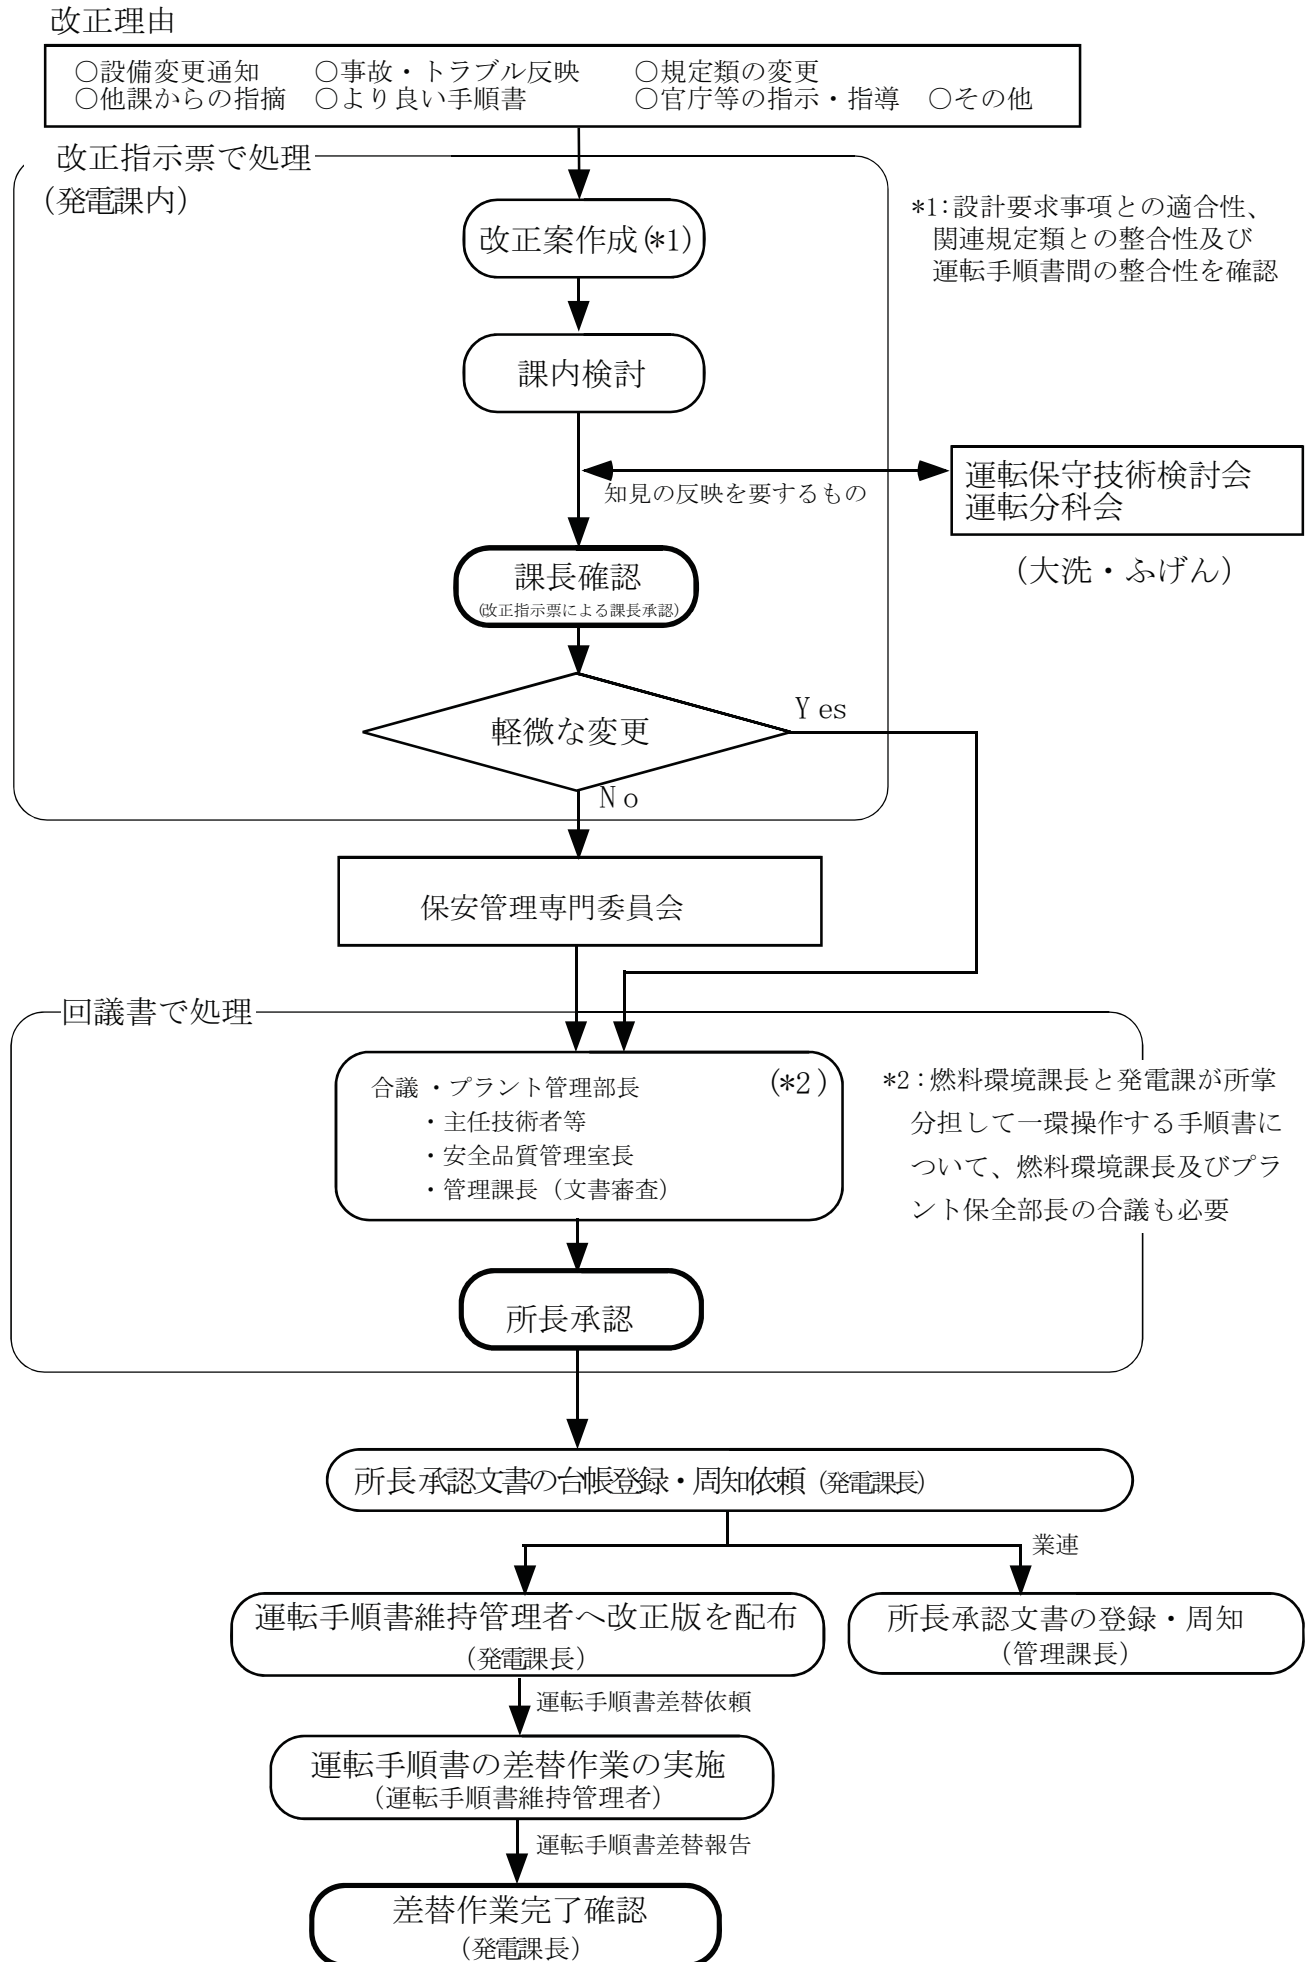 改正理由
○設備変更通知 ○事故・トラブル反映 ○規定類の変更
○他課からの指摘 ○より良い手順書 ○官庁等の指示・指導 ○その他
改正指示票で処理
（発電課内）
改正案作成(*1)
*1:設計要求事項との適合性、
関連規定類との整合性及び
運転手順書間の整合性を確認
課内検討
知見の反映を要するもの
運転保守技術検討会
運転分科会
（大洗・ふげん）
課長確認
(改正指示票による課長承認)
軽微な変更
Yes
No
保安管理専門委員会
回議書で処理
合議・プラント管理部長 (*2)
・主任技術者等
・安全品質管理室長
・管理課長（文書審査）
*2:燃料環境課長と発電課が所掌
分担して一環操作する手順書に
ついて、燃料環境課長及びプラ
ント保全部長の合議も必要
所長承認
所長承認文書の台帳登録・周知依頼（発電課長）
業連
運転手順書維持管理者へ改正版を配布
（発電課長）
所長承認文書の登録・周知
（管理課長）
運転手順書差替依頼
運転手順書の差替作業の実施
（運転手順書維持管理者）
運転手順書差替報告
差替作業完了確認
（発電課長）